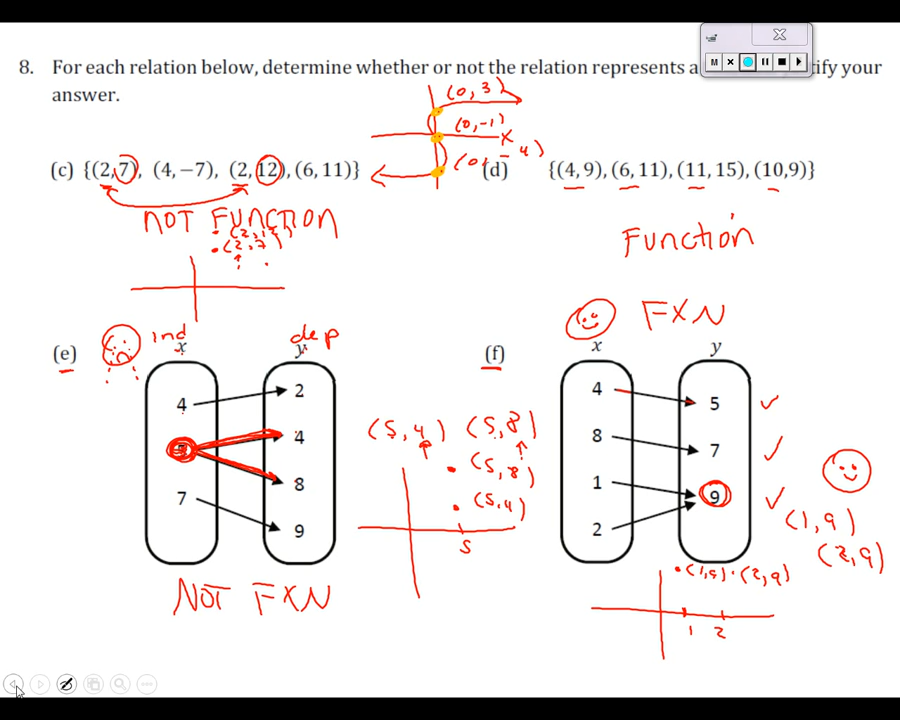 8. For each relation below, determine whether or not the relation represents a ify your
answer.
(0, 3)
(0, -1) x
(0, -4)
(c) {(2, 7), (4, −7), (2, 12), (6, 11)}
(d) {(4, 9), (6, 11), (11, 15), (10, 9)}
NOT FUNCTION
(2, 12)
(2, 7)
Function
FXN
(e) ind dep
x y
4 2
4
8
7 9
(5, 4) (5, 8)
(5, 8)
(5, 4)
5
NOT FXN
(f) x y
4 5
8 7
1 9
2
(1, 9)
(2, 9)
(1, 9) (2, 9)
1 2